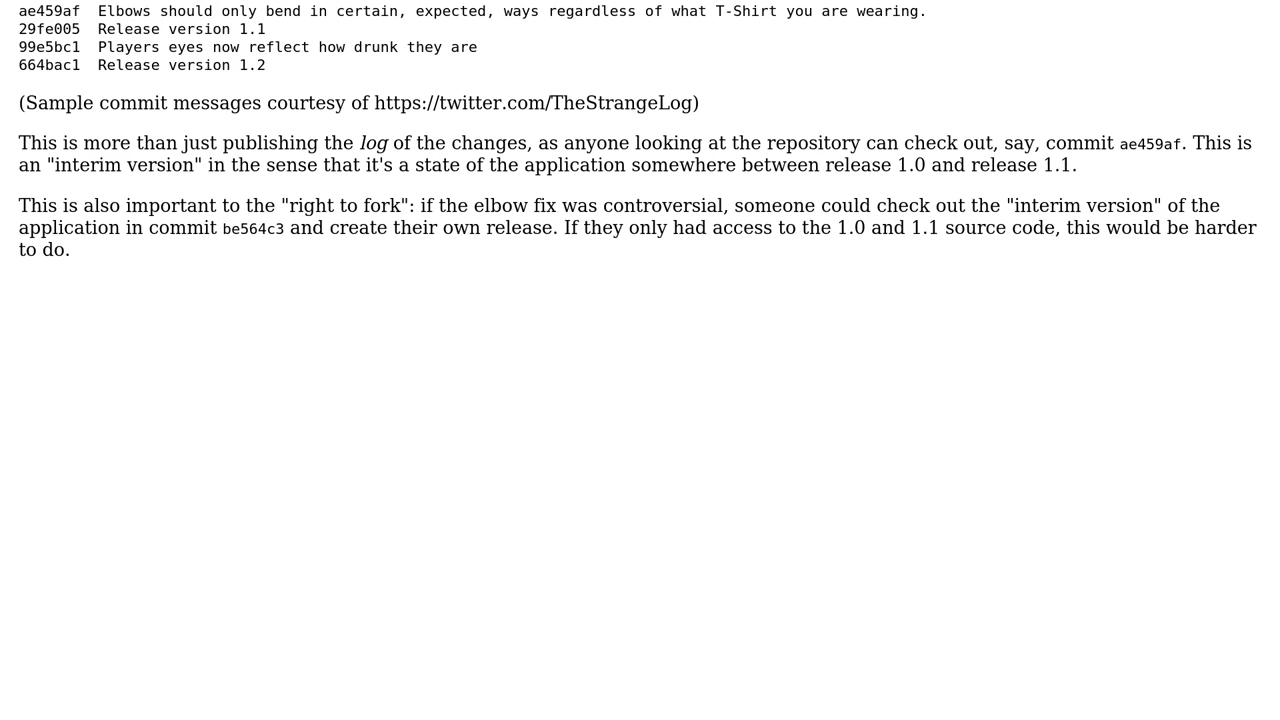 ae459af  Elbows should only bend in certain, expected, ways regardless of what T-Shirt you are wearing.
29fe005  Release version 1.1
99e5bc1  Players eyes now reflect how drunk they are
664bac1  Release version 1.2
(Sample commit messages courtesy of https://twitter.com/TheStrangeLog)
This is more than just publishing the log of the changes, as anyone looking at the repository can check out, say, commit ae459af. This is
an "interim version" in the sense that it's a state of the application somewhere between release 1.0 and release 1.1.
This is also important to the "right to fork": if the elbow fix was controversial, someone could check out the "interim version" of the
application in commit be564c3 and create their own release. If they only had access to the 1.0 and 1.1 source code, this would be harder
to do.